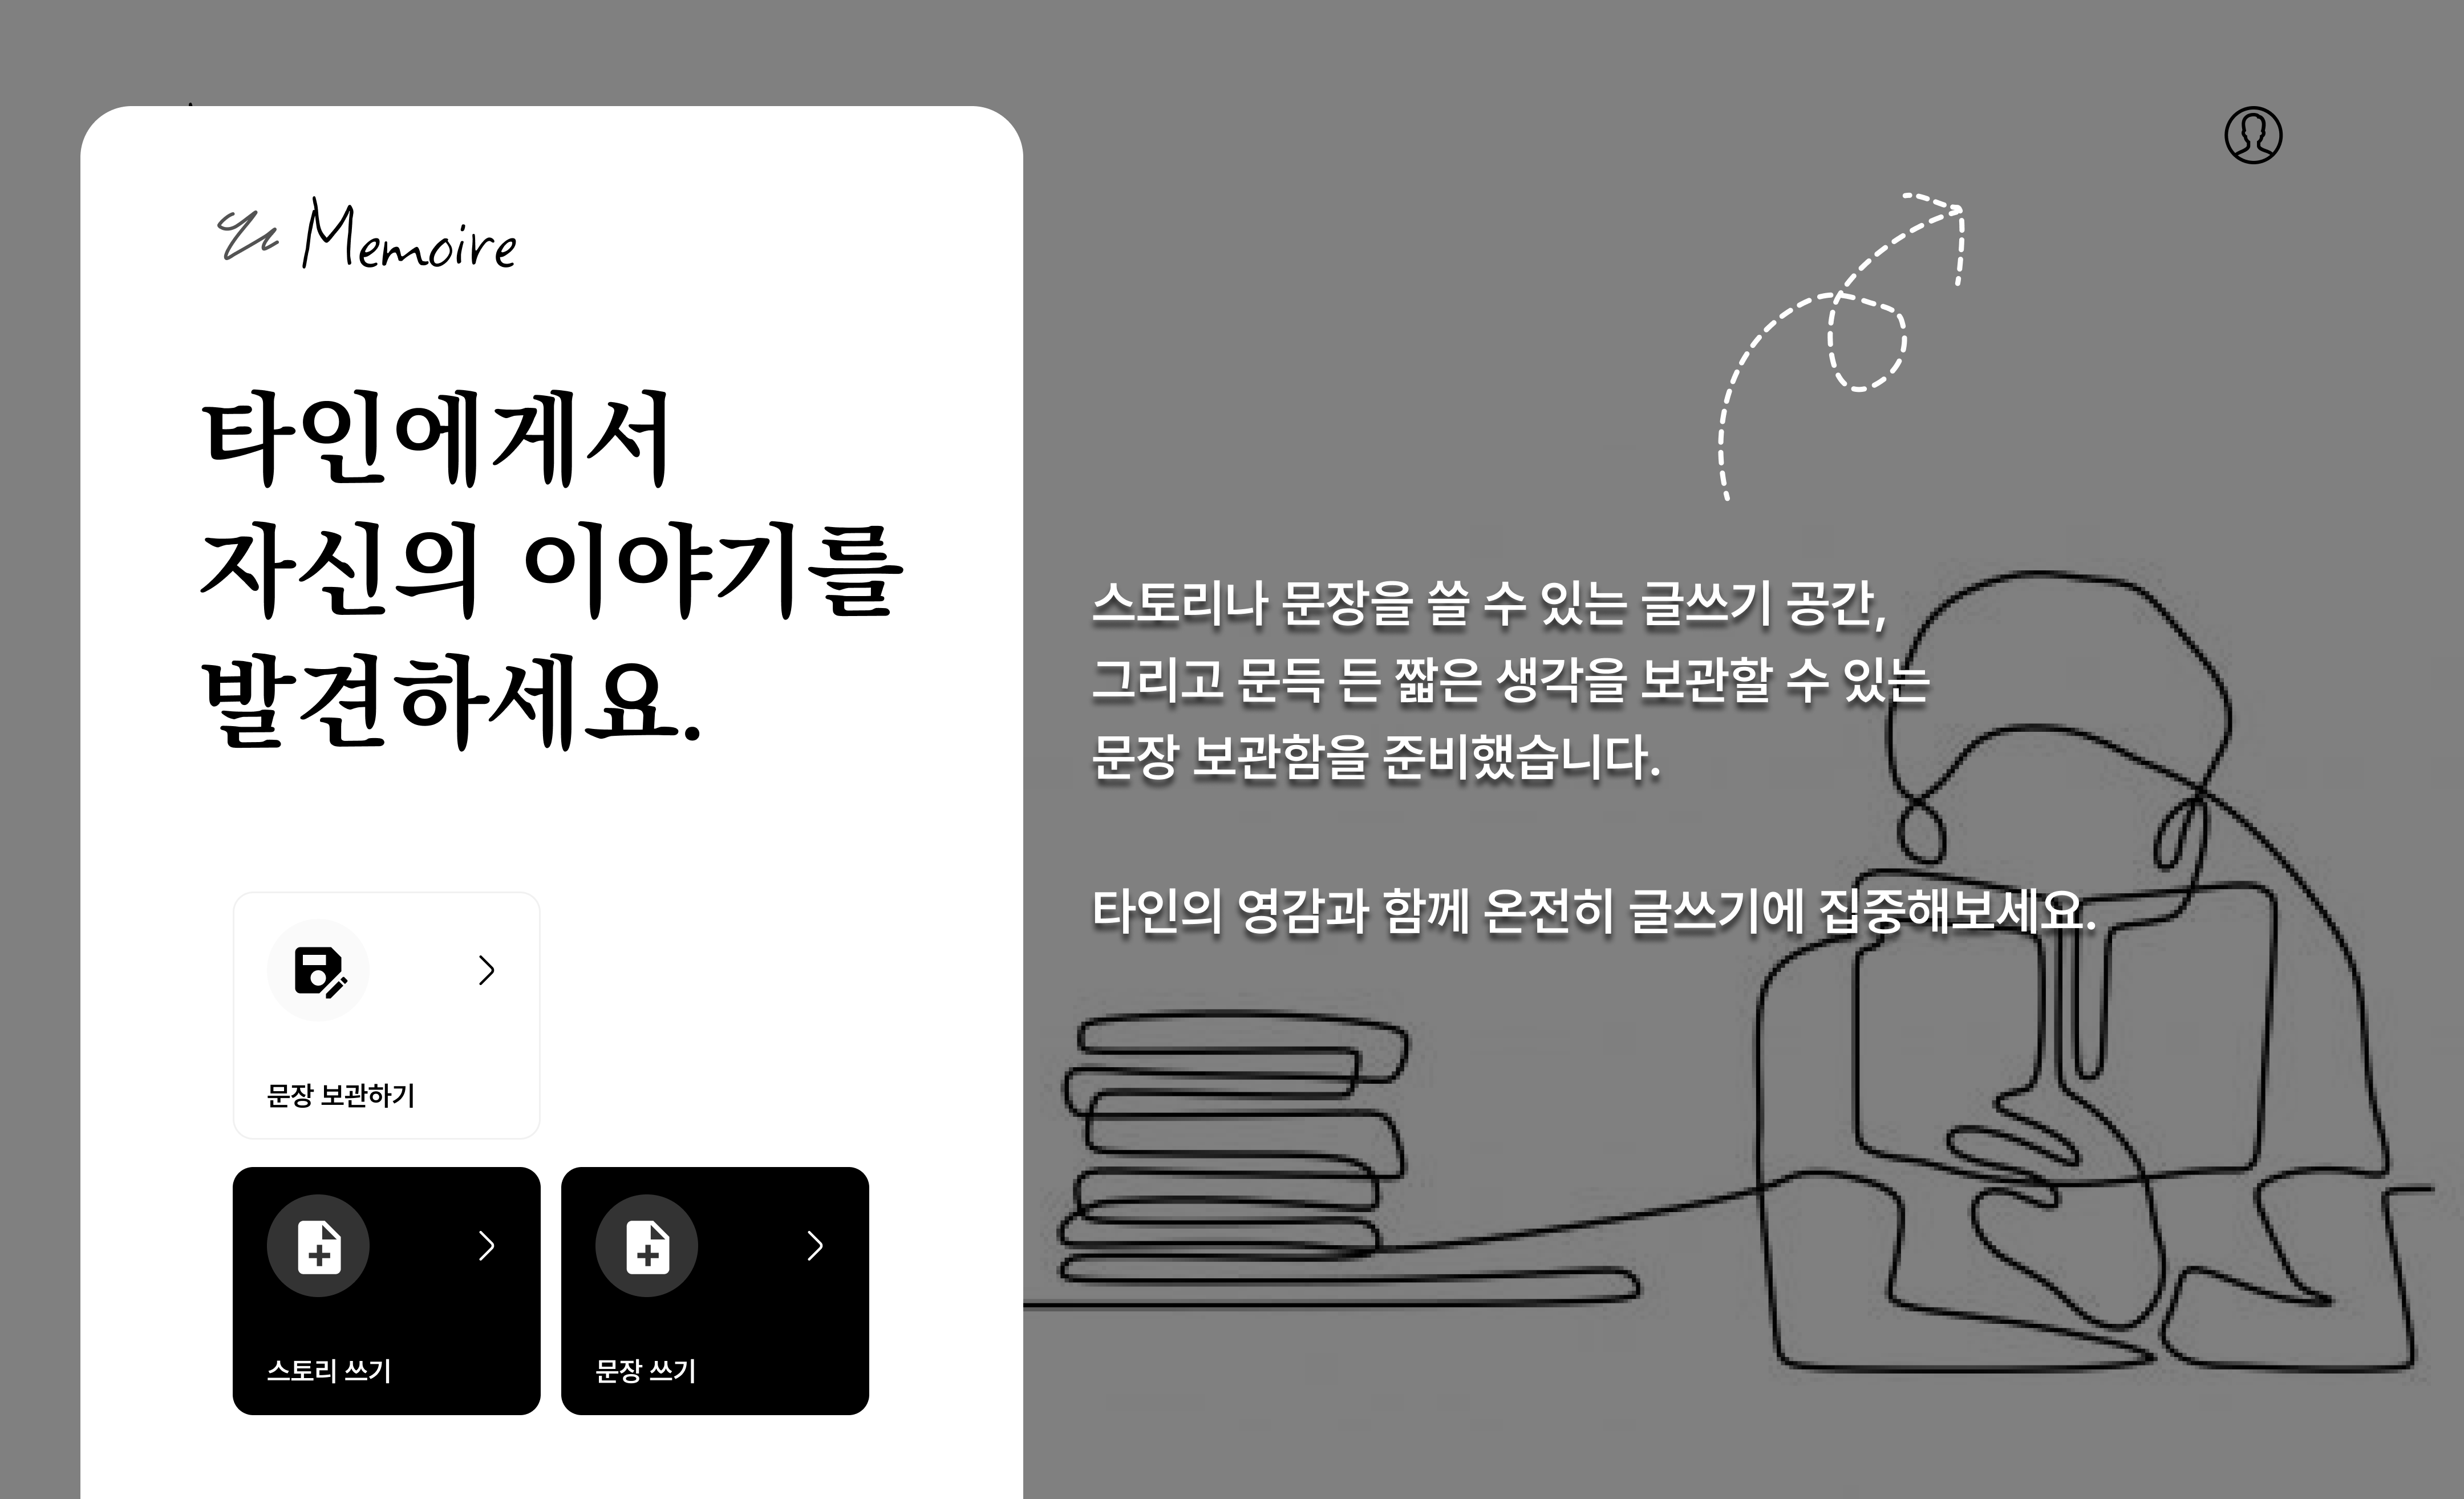 Memoire
타인에게서
자신의 이야기를
발견하세요.
문장 보관하기
스토리 쓰기
문장 쓰기
스토리나 문장을 쓸 수 있는 글쓰기 공간,
그리고 문득 든 짧은 생각을 보관할 수 있는
문장 보관함을 준비했습니다.
타인의 영감과 함께 온전히 글쓰기에 집중해보세요.